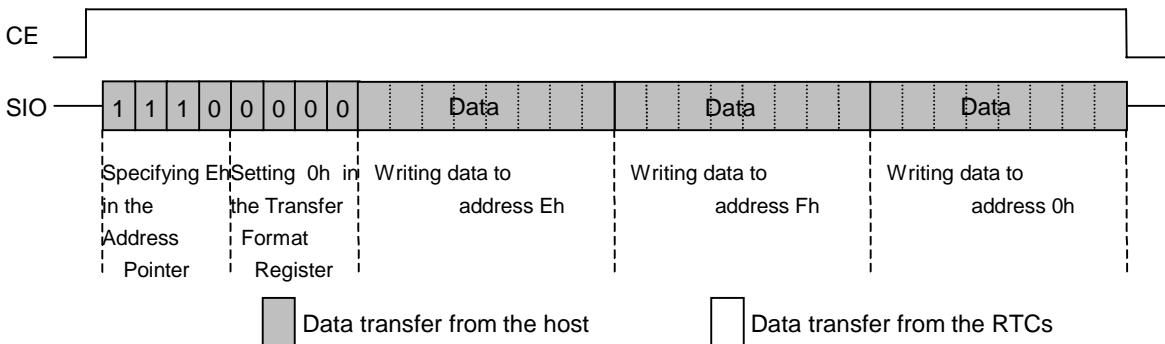 CE
SIO 1 1 1 0 0 0 0 0 Data Data Data
Specifying Eh Setting 0h in Writing data to Writing data to Writing data to
in the the Transfer address Eh address Fh address 0h
Address Format
Pointer Register
Data transfer from the host Data transfer from the RTCs